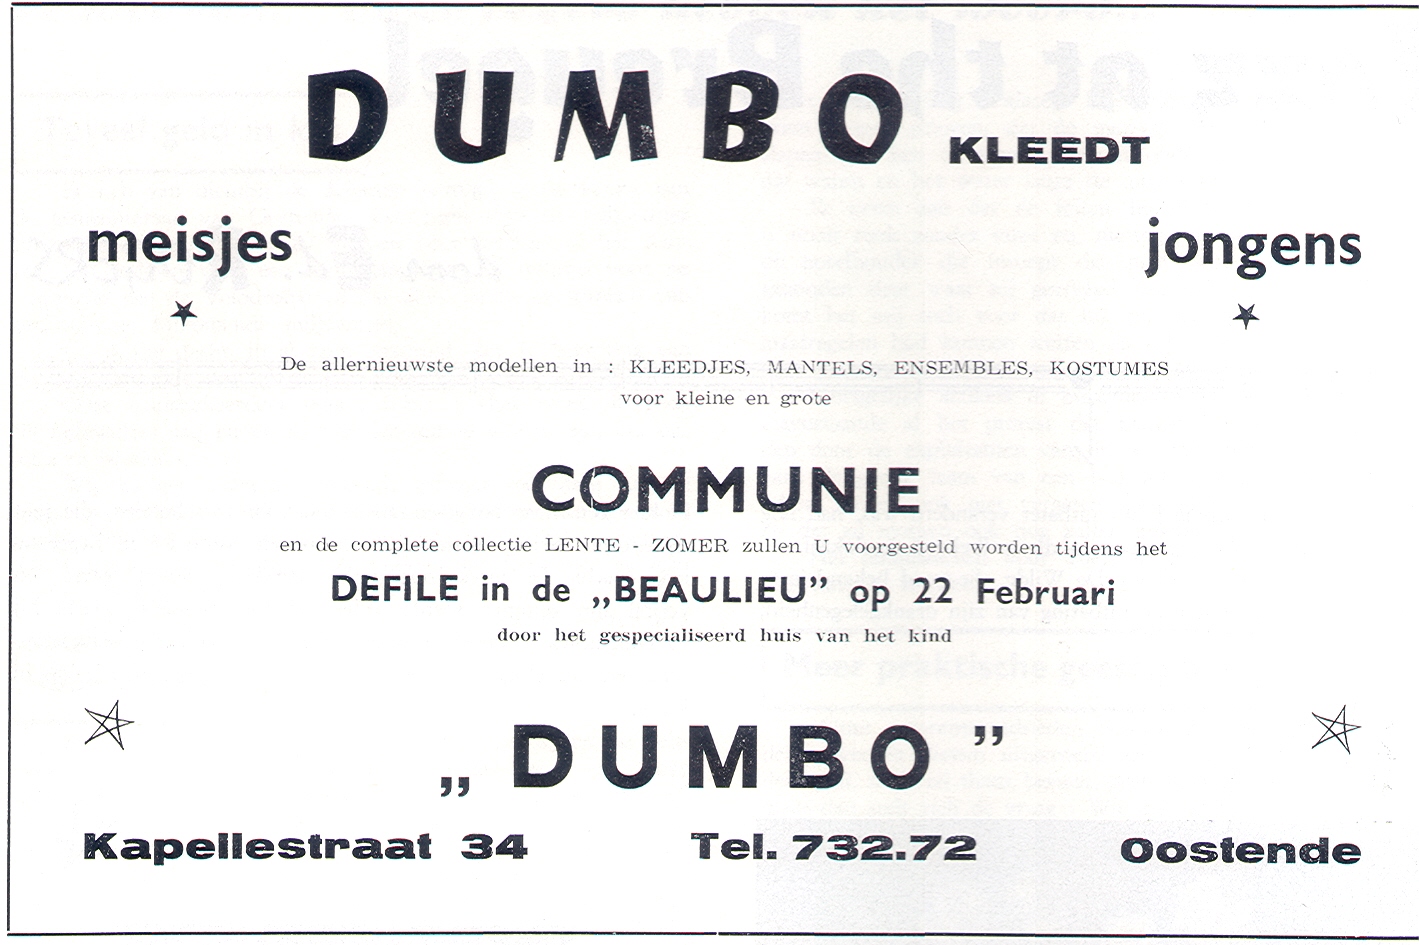 DUMBO KLEEDT
meisjes jongens
De allernieuwste modellen in : KLEEDJES, MANTELS, ENSEMBLES, KOSTUMES
voor kleine en grote
COMMUNIE
en de complete collectie LENTE - ZOMER zullen U voorgesteld worden tijdens het
DEFILE in de „BEAULIEU” op 22 Februari
door het gespecialiseerd huis van het kind
„ DUMBO ”
Kapellestraat 34 Tel. 732.72 Oostende